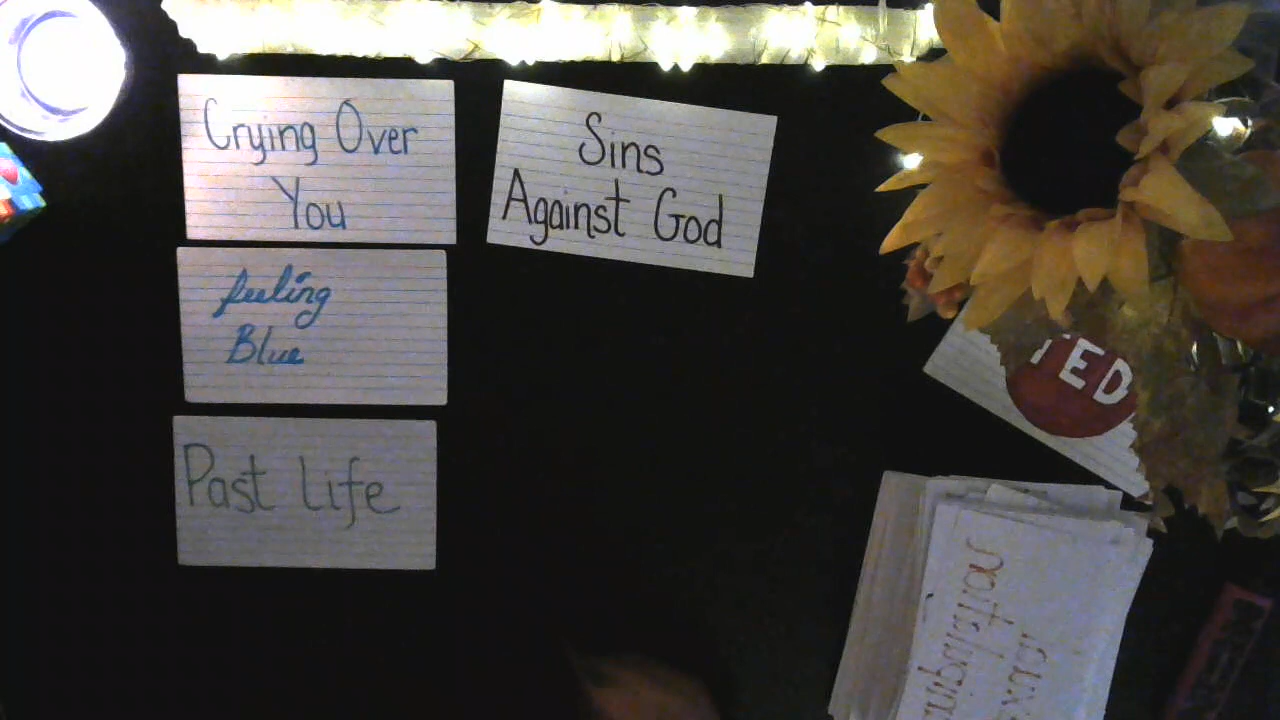 Crying Over
You
Sins
Against God
feeling
Blue
Past Life
TED